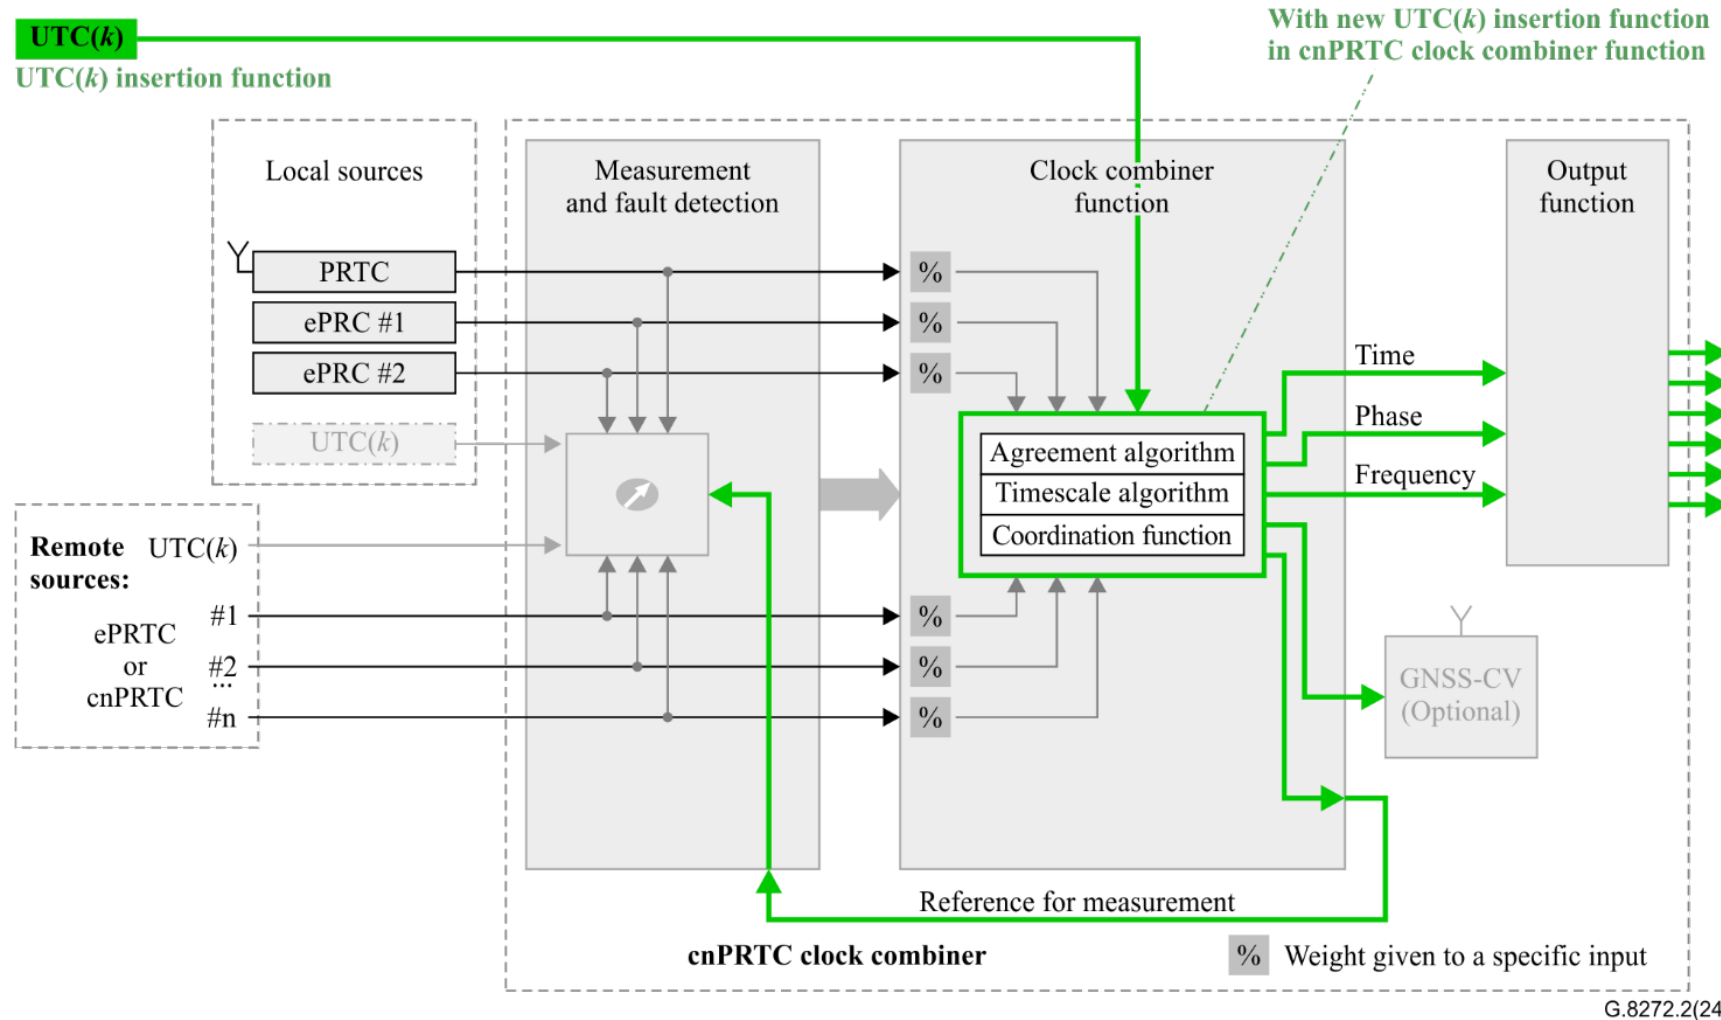 UTC(k)
UTC(k) insertion function
With new UTC(k) insertion function
in cnPRTC clock combiner function
Local sources
Measurement
and fault detection
Clock combiner
function
Output
function
PRTC
%
ePRC #1
%
ePRC #2
%
Time
Phase
Frequency
UTC(k)
Agreement algorithm
Timescale algorithm
Coordination function
Remote
sources:
UTC(k)
ePRTC
or
cnPRTC
#1
#2
...
#n
%
%
%
GNSS-CV
(Optional)
Reference for measurement
cnPRTC clock combiner
% Weight given to a specific input
G.8272.2(24